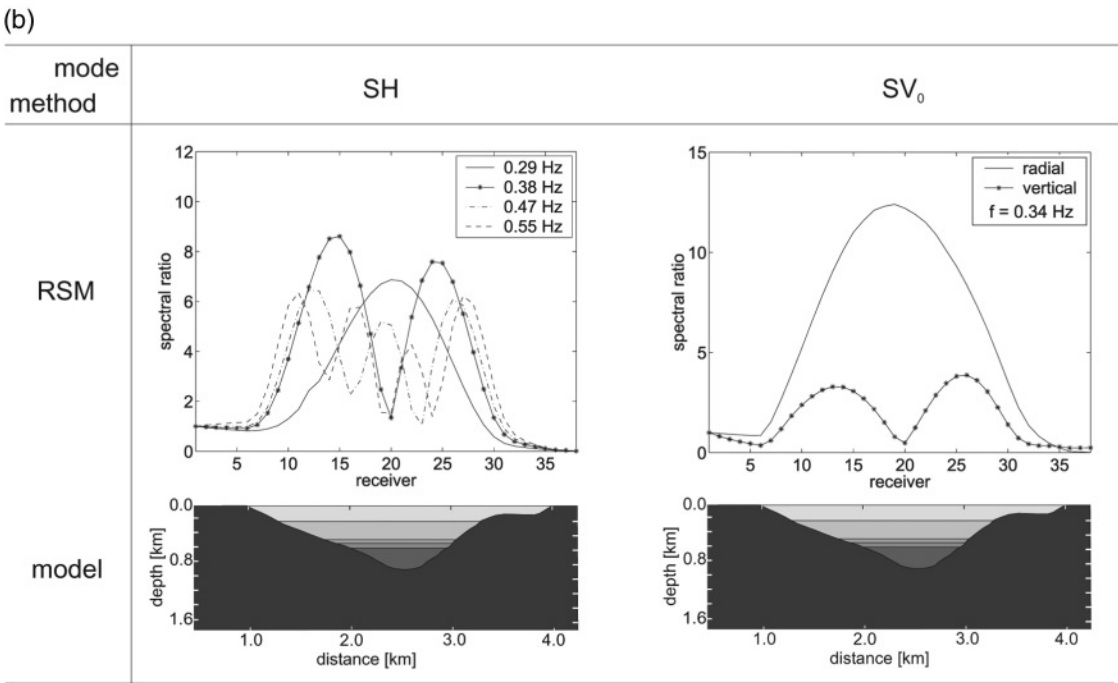 (b)
mode
method
SH
SV₀
RSM
12
10
8
6
4
2
0
spectral ratio
0.29 Hz
0.38 Hz
0.47 Hz
0.55 Hz
5 10 15 20 25 30 35
receiver
15
10
5
0
spectral ratio
radial
vertical
f = 0.34 Hz
5 10 15 20 25 30 35
receiver
model
0.0
0.8
1.6
depth [km]
1.0 2.0 3.0 4.0
distance [km]
0.0
0.8
1.6
depth [km]
1.0 2.0 3.0 4.0
distance [km]